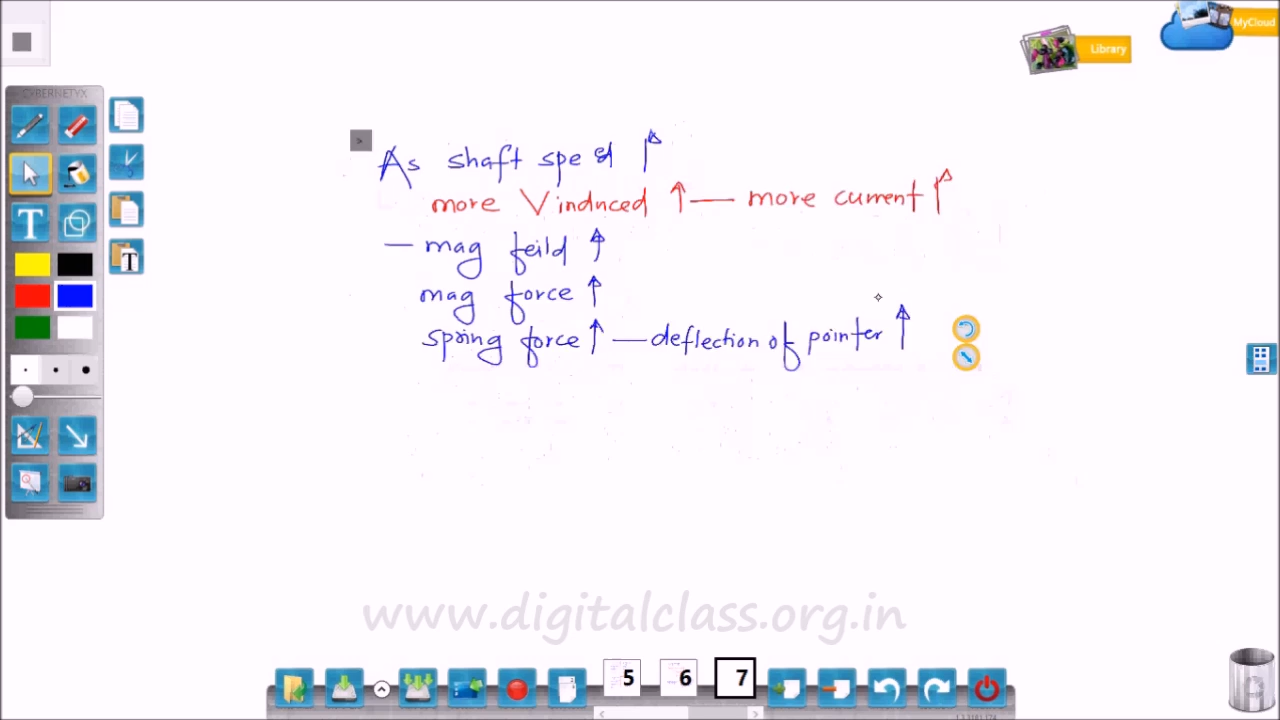 MyCloud
Library
CYBERNETYX
As shaft speed ↑
more V induced ↑ — more current ↑
— mag feild ↑
mag force ↑
spring force ↑ — deflection of pointer ↑
www.digitalclass.org.in
5 6 7